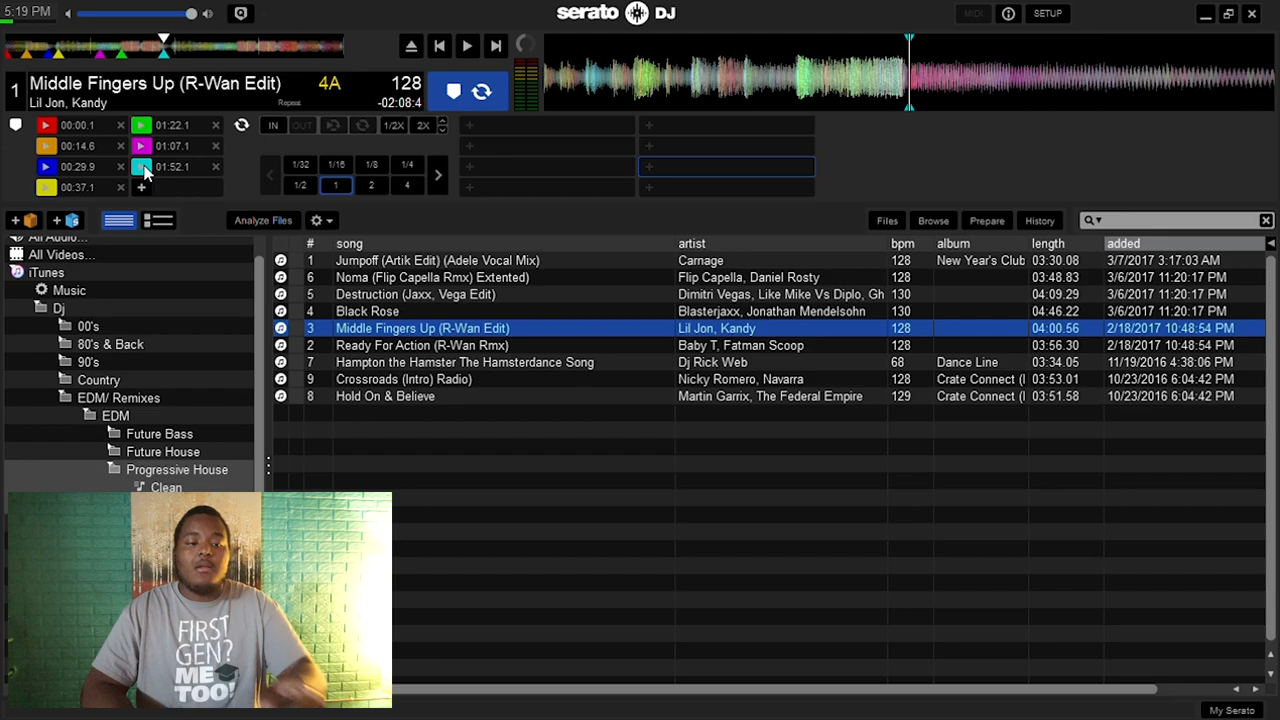 5:19 PM
serato DJ
MIDI
SETUP
1
Middle Fingers Up (R-Wan Edit)
4A
128
Lil Jon, Kandy
Repeat
-02:08:4
00:00.1
01:22.1
IN
OUT
1/2X
2X
00:14.6
01:07.1
00:29.9
01:52.1
1/32
1/16
1/8
1/4
00:37.1
1/2
1
2
4
Analyze Files
Files
Browse
Prepare
History
All Audio...
All Videos...
iTunes
Music
Dj
00's
80's & Back
90's
Country
EDM/ Remixes
EDM
Future Bass
Future House
Progressive House
Clean
# song artist bpm album length added
1 Jumpoff (Artik Edit) (Adele Vocal Mix) Carnage 128 New Year's Club 03:30.08 3/7/2017 3:17:03 AM
6 Noma (Flip Capella Rmx) Extented) Flip Capella, Daniel Rosty 128 03:48.83 3/6/2017 11:20:17 PM
5 Destruction (Jaxx, Vega Edit) Dimitri Vegas, Like Mike Vs Diplo, Gh 130 04:09.29 3/6/2017 11:20:17 PM
4 Black Rose Blasterjaxx, Jonathan Mendelsohn 130 04:46.22 3/6/2017 11:20:17 PM
3 Middle Fingers Up (R-Wan Edit) Lil Jon, Kandy 128 04:00.56 2/18/2017 10:48:54 PM
2 Ready For Action (R-Wan Rmx) Baby T, Fatman Scoop 128 03:56.30 2/18/2017 10:48:54 PM
7 Hampton the Hamster The Hamsterdance Song Dj Rick Web 68 Dance Line 03:34.05 11/19/2016 4:38:06 PM
9 Crossroads (Intro) Radio) Nicky Romero, Navarra 128 Crate Connect (I 03:53.01 10/23/2016 6:04:42 PM
8 Hold On & Believe Martin Garrix, The Federal Empire 129 Crate Connect (I 03:51.58 10/23/2016 6:04:42 PM
FIRST
GEN?
ME
TOO!
My Serato